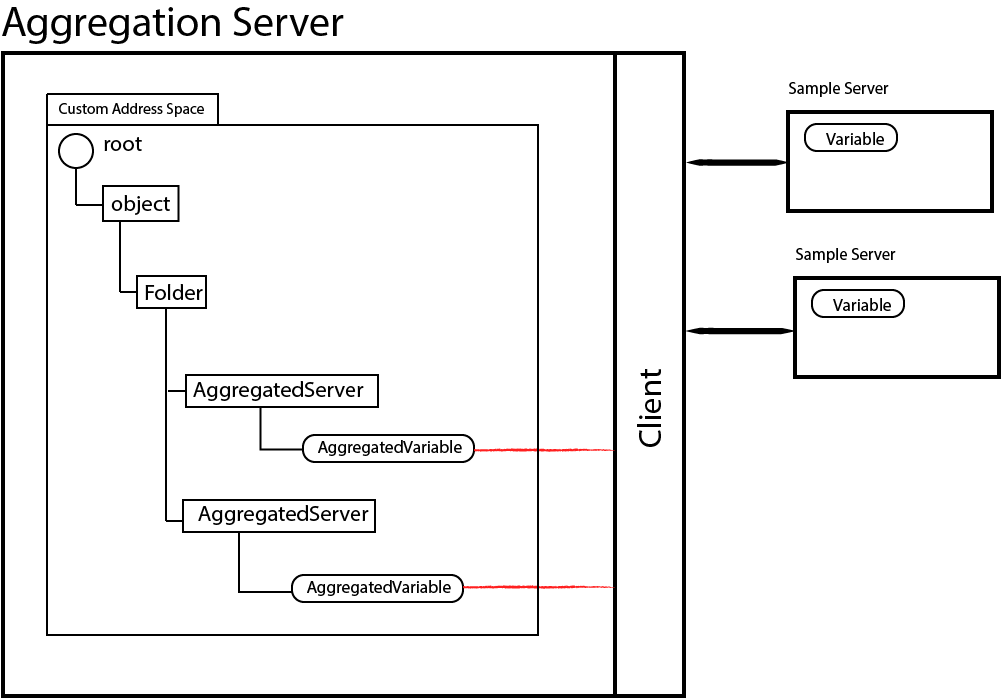 Aggregation Server
Custom Address Space
root
object
Folder
AggregatedServer
AggregatedVariable
AggregatedServer
AggregatedVariable
Client
Sample Server
Variable
Sample Server
Variable